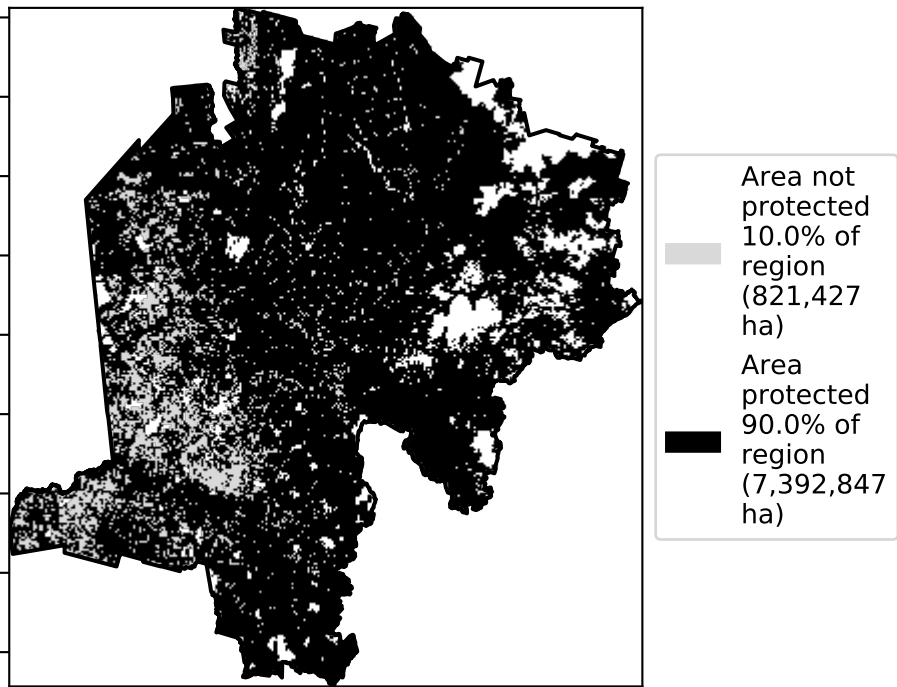 Area not
protected
10.0% of
region
(821,427
ha)
Area
protected
90.0% of
region
(7,392,847
ha)